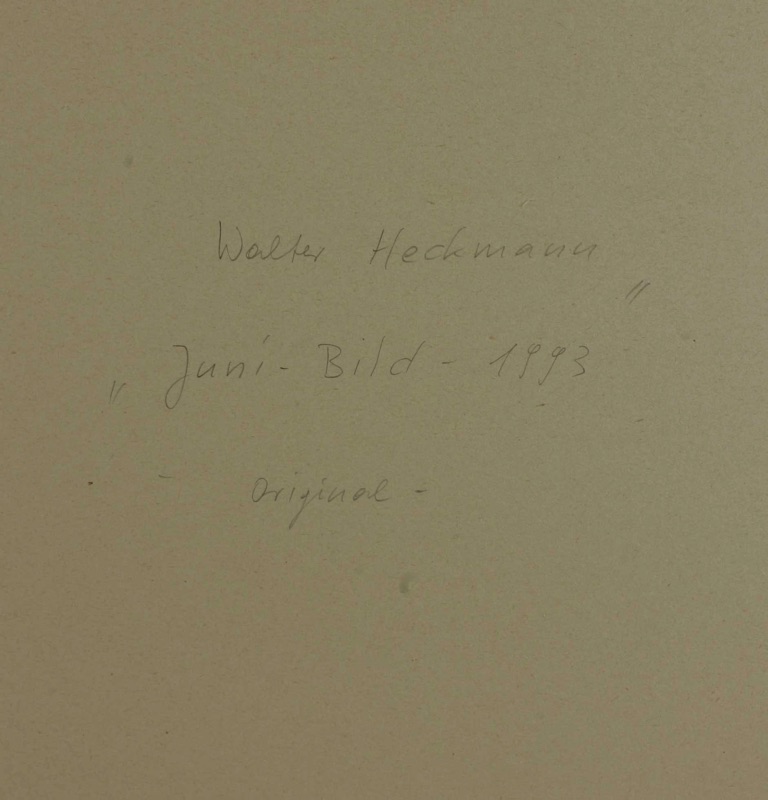 Walter Heckmann
„Juni-Bild - 1993"
- Original -